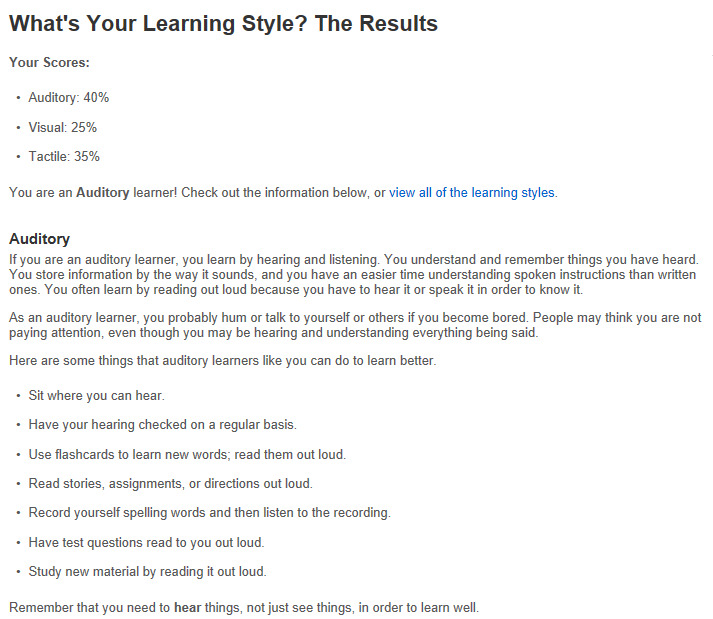 What's Your Learning Style? The Results
Your Scores:
• Auditory: 40%
• Visual: 25%
• Tactile: 35%
You are an Auditory learner! Check out the information below, or view all of the learning styles.
Auditory
If you are an auditory learner, you learn by hearing and listening. You understand and remember things you have heard.
You store information by the way it sounds, and you have an easier time understanding spoken instructions than written
ones. You often learn by reading out loud because you have to hear it or speak it in order to know it.
As an auditory learner, you probably hum or talk to yourself or others if you become bored. People may think you are not
paying attention, even though you may be hearing and understanding everything being said.
Here are some things that auditory learners like you can do to learn better.
• Sit where you can hear.
• Have your hearing checked on a regular basis.
• Use flashcards to learn new words; read them out loud.
• Read stories, assignments, or directions out loud.
• Record yourself spelling words and then listen to the recording.
• Have test questions read to you out loud.
• Study new material by reading it out loud.
Remember that you need to hear things, not just see things, in order to learn well.